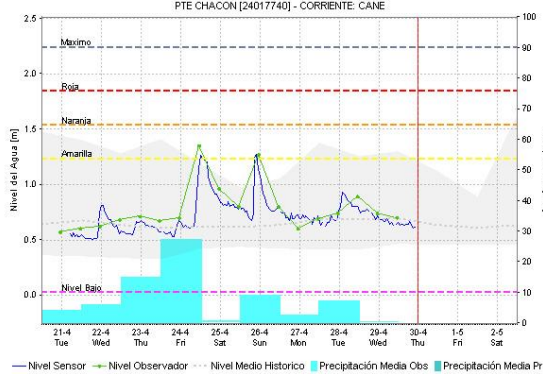 PTE CHACON [24017740] - CORRIENTE: CANE
Nivel del Agua [m]
2.5
2.0
1.5
1.0
0.5
0.0
100
90
80
70
60
50
40
30
20
10
0
Maximo
Roja
Naranja
Amarilla
Nivel Bajo
21-4 22-4 23-4 24-4 25-4 26-4 27-4 28-4 29-4 30-4 1-5 2-5
Tue Wed Thu Fri Sat Sun Mon Tue Wed Thu Fri Sat
Nivel Sensor Nivel Observador Nivel Medio Historico Precipitación Media Obs Precipitación Media Pr